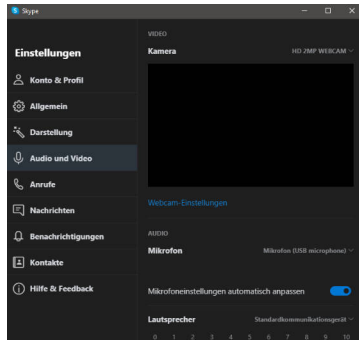 Skype
Einstellungen
Konto & Profil
Allgemein
Darstellung
Audio und Video
Anrufe
Nachrichten
Benachrichtigungen
Kontakte
Hilfe & Feedback
VIDEO
Kamera HD 2MP WEBCAM
Webcam-Einstellungen
AUDIO
Mikrofon Mikrofon (USB microphone)
Mikrofoneinstellungen automatisch anpassen
Lautsprecher Standardkommunikationsgerät
0 1 2 3 4 5 6 7 8 9 10